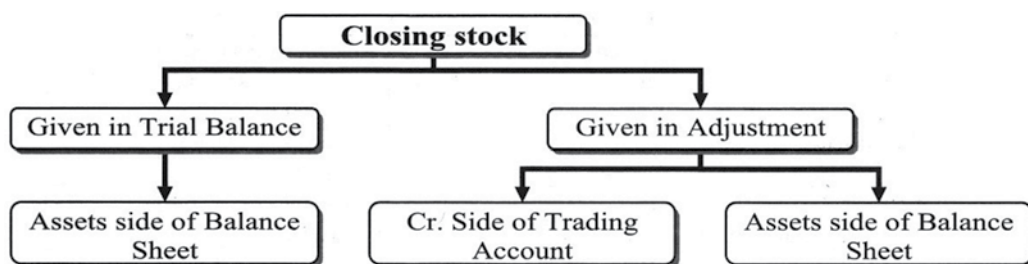 Closing stock
Given in Trial Balance
Given in Adjustment
Assets side of Balance
Sheet
Cr. Side of Trading
Account
Assets side of Balance
Sheet